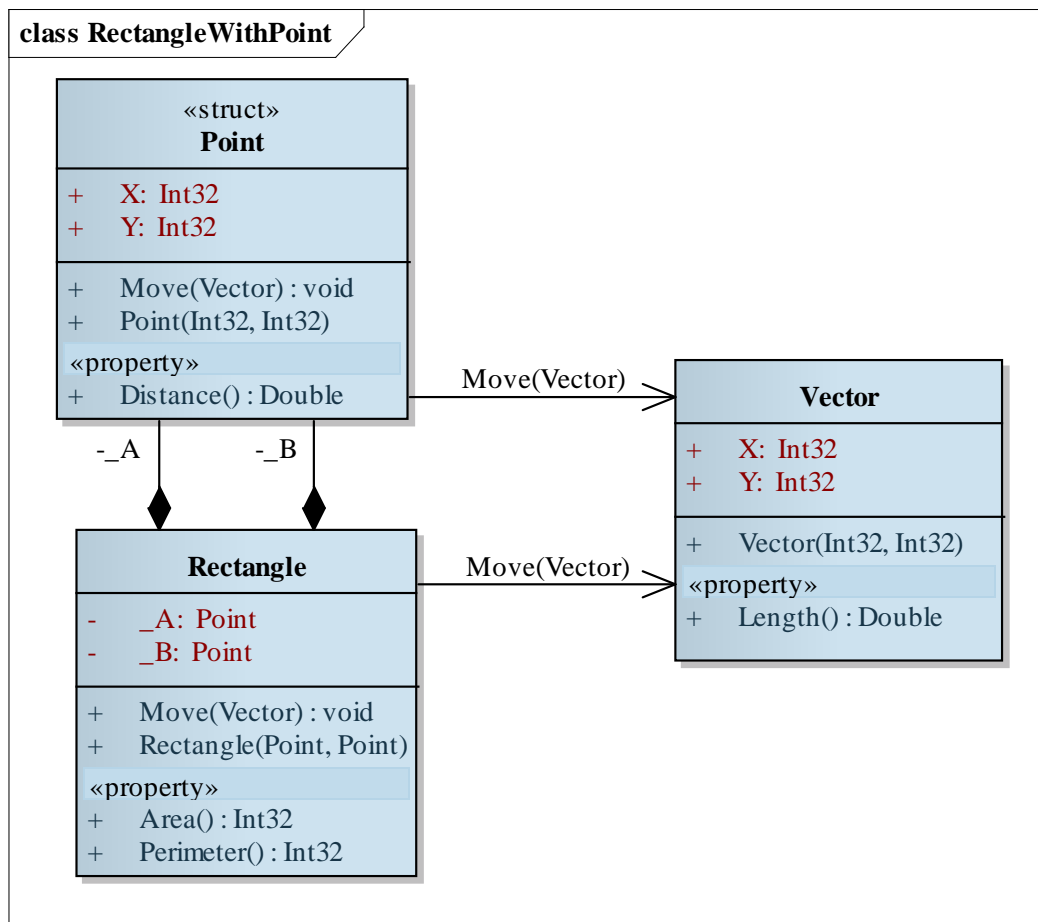 class RectangleWithPoint
«struct»
Point
+ X: Int32
+ Y: Int32
+ Move(Vector) : void
+ Point(Int32, Int32)
«property»
+ Distance() : Double
Move(Vector)
-_A
-_B
Vector
+ X: Int32
+ Y: Int32
+ Vector(Int32, Int32)
«property»
+ Length() : Double
Rectangle
- _A: Point
- _B: Point
+ Move(Vector) : void
+ Rectangle(Point, Point)
«property»
+ Area() : Int32
+ Perimeter() : Int32
Move(Vector)